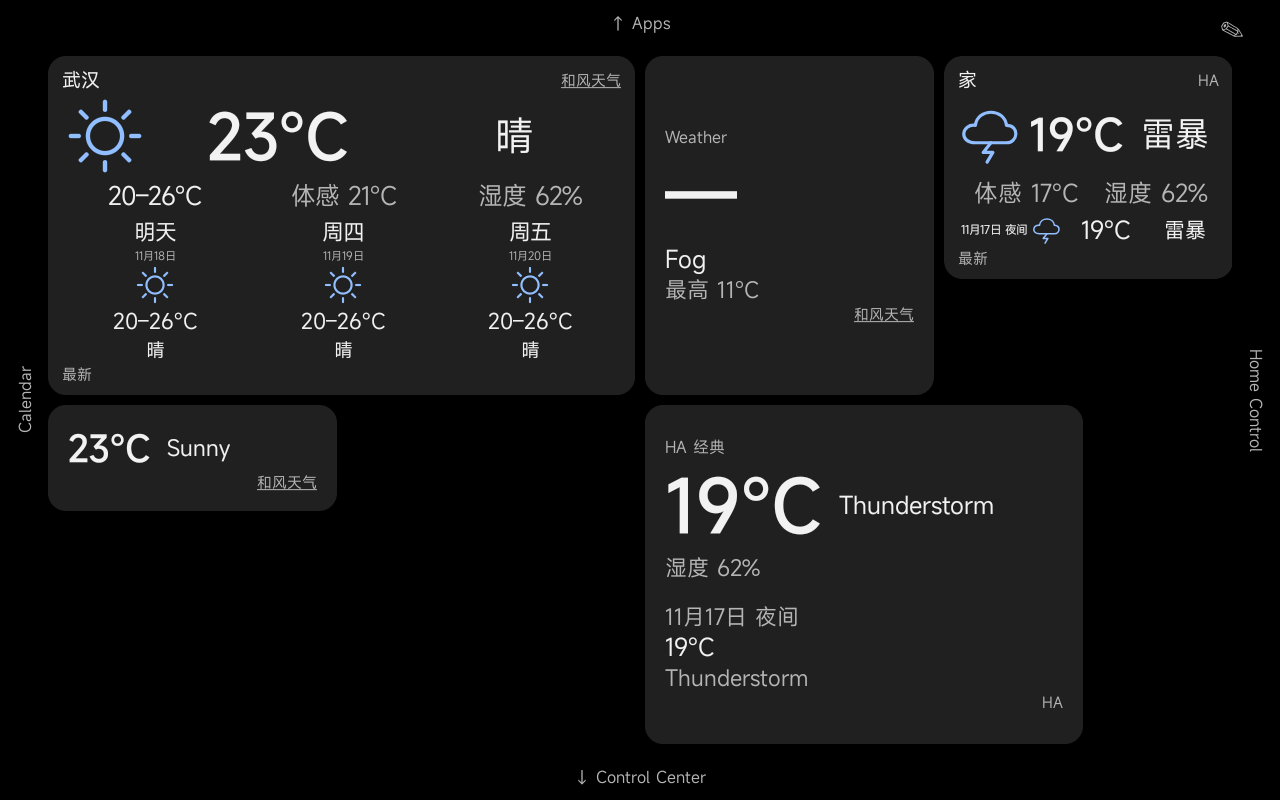 ↑ Apps
武汉
和风天气
23°C
晴
20–26°C
体感 21°C
湿度 62%
明天
周四
周五
11月18日
11月19日
11月20日
20–26°C
20–26°C
20–26°C
晴
晴
晴
最新
Weather
—
Fog
最高 11°C
和风天气
家
HA
19°C
雷暴
体感 17°C
湿度 62%
11月17日 夜间
19°C
雷暴
最新
Calendar
Home Control
23°C Sunny
和风天气
HA 经典
19°C Thunderstorm
湿度 62%
11月17日 夜间
19°C
Thunderstorm
HA
↓ Control Center